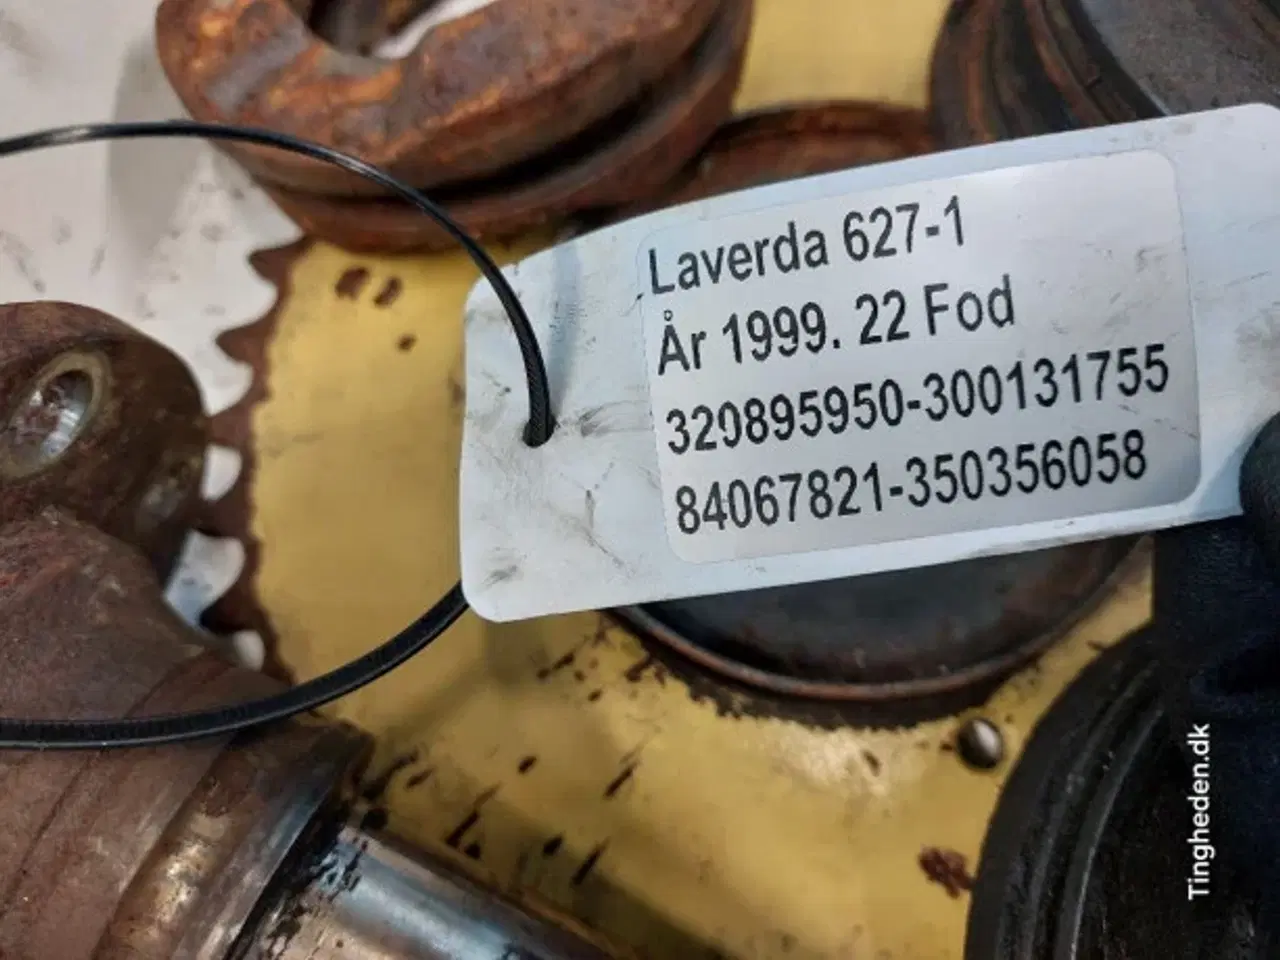 Laverda 627-1
År 1999. 22 Fod
320895950-300131755
84067821-350356058
Tingheden.dk